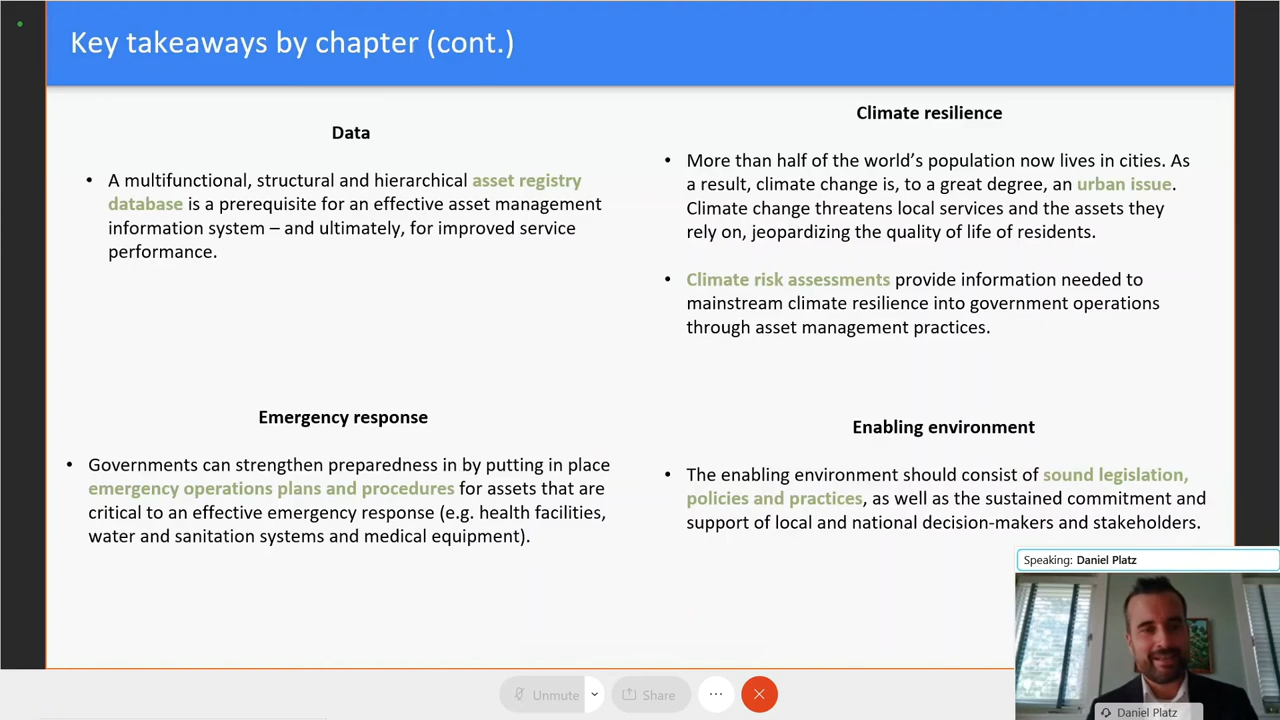 Key takeaways by chapter (cont.)
Data
• A multifunctional, structural and hierarchical asset registry
database is a prerequisite for an effective asset management
information system – and ultimately, for improved service
performance.
Climate resilience
• More than half of the world's population now lives in cities. As
a result, climate change is, to a great degree, an urban issue.
Climate change threatens local services and the assets they
rely on, jeopardizing the quality of life of residents.
• Climate risk assessments provide information needed to
mainstream climate resilience into government operations
through asset management practices.
Emergency response
• Governments can strengthen preparedness in by putting in place
emergency operations plans and procedures for assets that are
critical to an effective emergency response (e.g. health facilities,
water and sanitation systems and medical equipment).
Enabling environment
• The enabling environment should consist of sound legislation,
policies and practices, as well as the sustained commitment and
support of local and national decision-makers and stakeholders.
Speaking: Daniel Platz
Daniel Platz
Unmute
Share